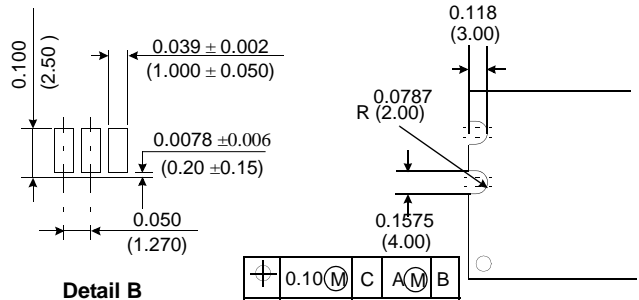 0.100
(2.50)
0.039 ± 0.002
(1.000 ± 0.050)
0.0078 ±0.006
(0.20 ±0.15)
0.050
(1.270)
Detail B
0.118
(3.00)
0.0787
R (2.00)
0.1575
(4.00)
⌖ 0.10 Ⓜ C A Ⓜ B